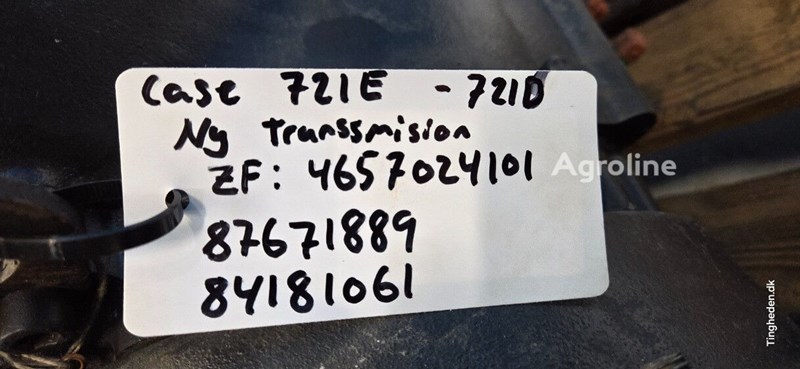 Case 721E - 721D
Ny transsmision
ZF: 4657024101
Agroline
87671889
84181061
Tingheden.dk